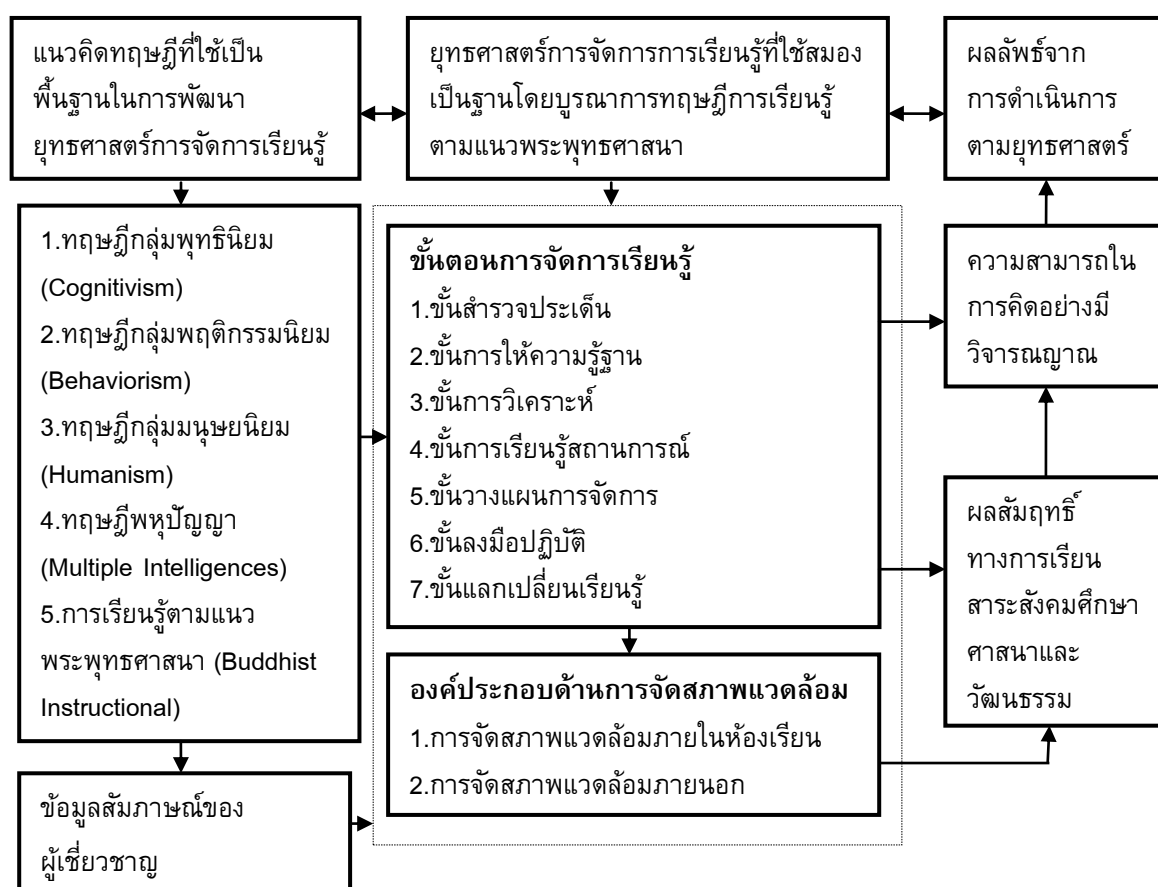 แนวคิดทฤษฎีที่ใช้เป็น
พื้นฐานในการพัฒนา
ยุทธศาสตร์การจัดการเรียนรู้
ยุทธศาสตร์การจัดการการเรียนรู้ที่ใช้สมอง
เป็นฐานโดยบูรณาการทฤษฎีการเรียนรู้
ตามแนวพระพุทธศาสนา
ผลลัพธ์จาก
การดำเนินการ
ตามยุทธศาสตร์
1.ทฤษฎีกลุ่มพุทธินิยม
(Cognitivism)
2.ทฤษฎีกลุ่มพฤติกรรมนิยม
(Behaviorism)
3.ทฤษฎีกลุ่มมนุษยนิยม
(Humanism)
4.ทฤษฎีพหุปัญญา
(Multiple Intelligences)
5.การเรียนรู้ตามแนว
พระพุทธศาสนา (Buddhist
Instructional)
ข้อมูลสัมภาษณ์ของ
ผู้เชี่ยวชาญ
ขั้นตอนการจัดการเรียนรู้
1.ขั้นสำรวจประเด็น
2.ขั้นการให้ความรู้ฐาน
3.ขั้นการวิเคราะห์
4.ขั้นการเรียนรู้สถานการณ์
5.ขั้นวางแผนการจัดการ
6.ขั้นลงมือปฏิบัติ
7.ขั้นแลกเปลี่ยนเรียนรู้
องค์ประกอบด้านการจัดสภาพแวดล้อม
1.การจัดสภาพแวดล้อมภายในห้องเรียน
2.การจัดสภาพแวดล้อมภายนอก
ความสามารถใน
การคิดอย่างมี
วิจารณญาณ
ผลสัมฤทธิ์
ทางการเรียน
สาระสังคมศึกษา
ศาสนาและ
วัฒนธรรม